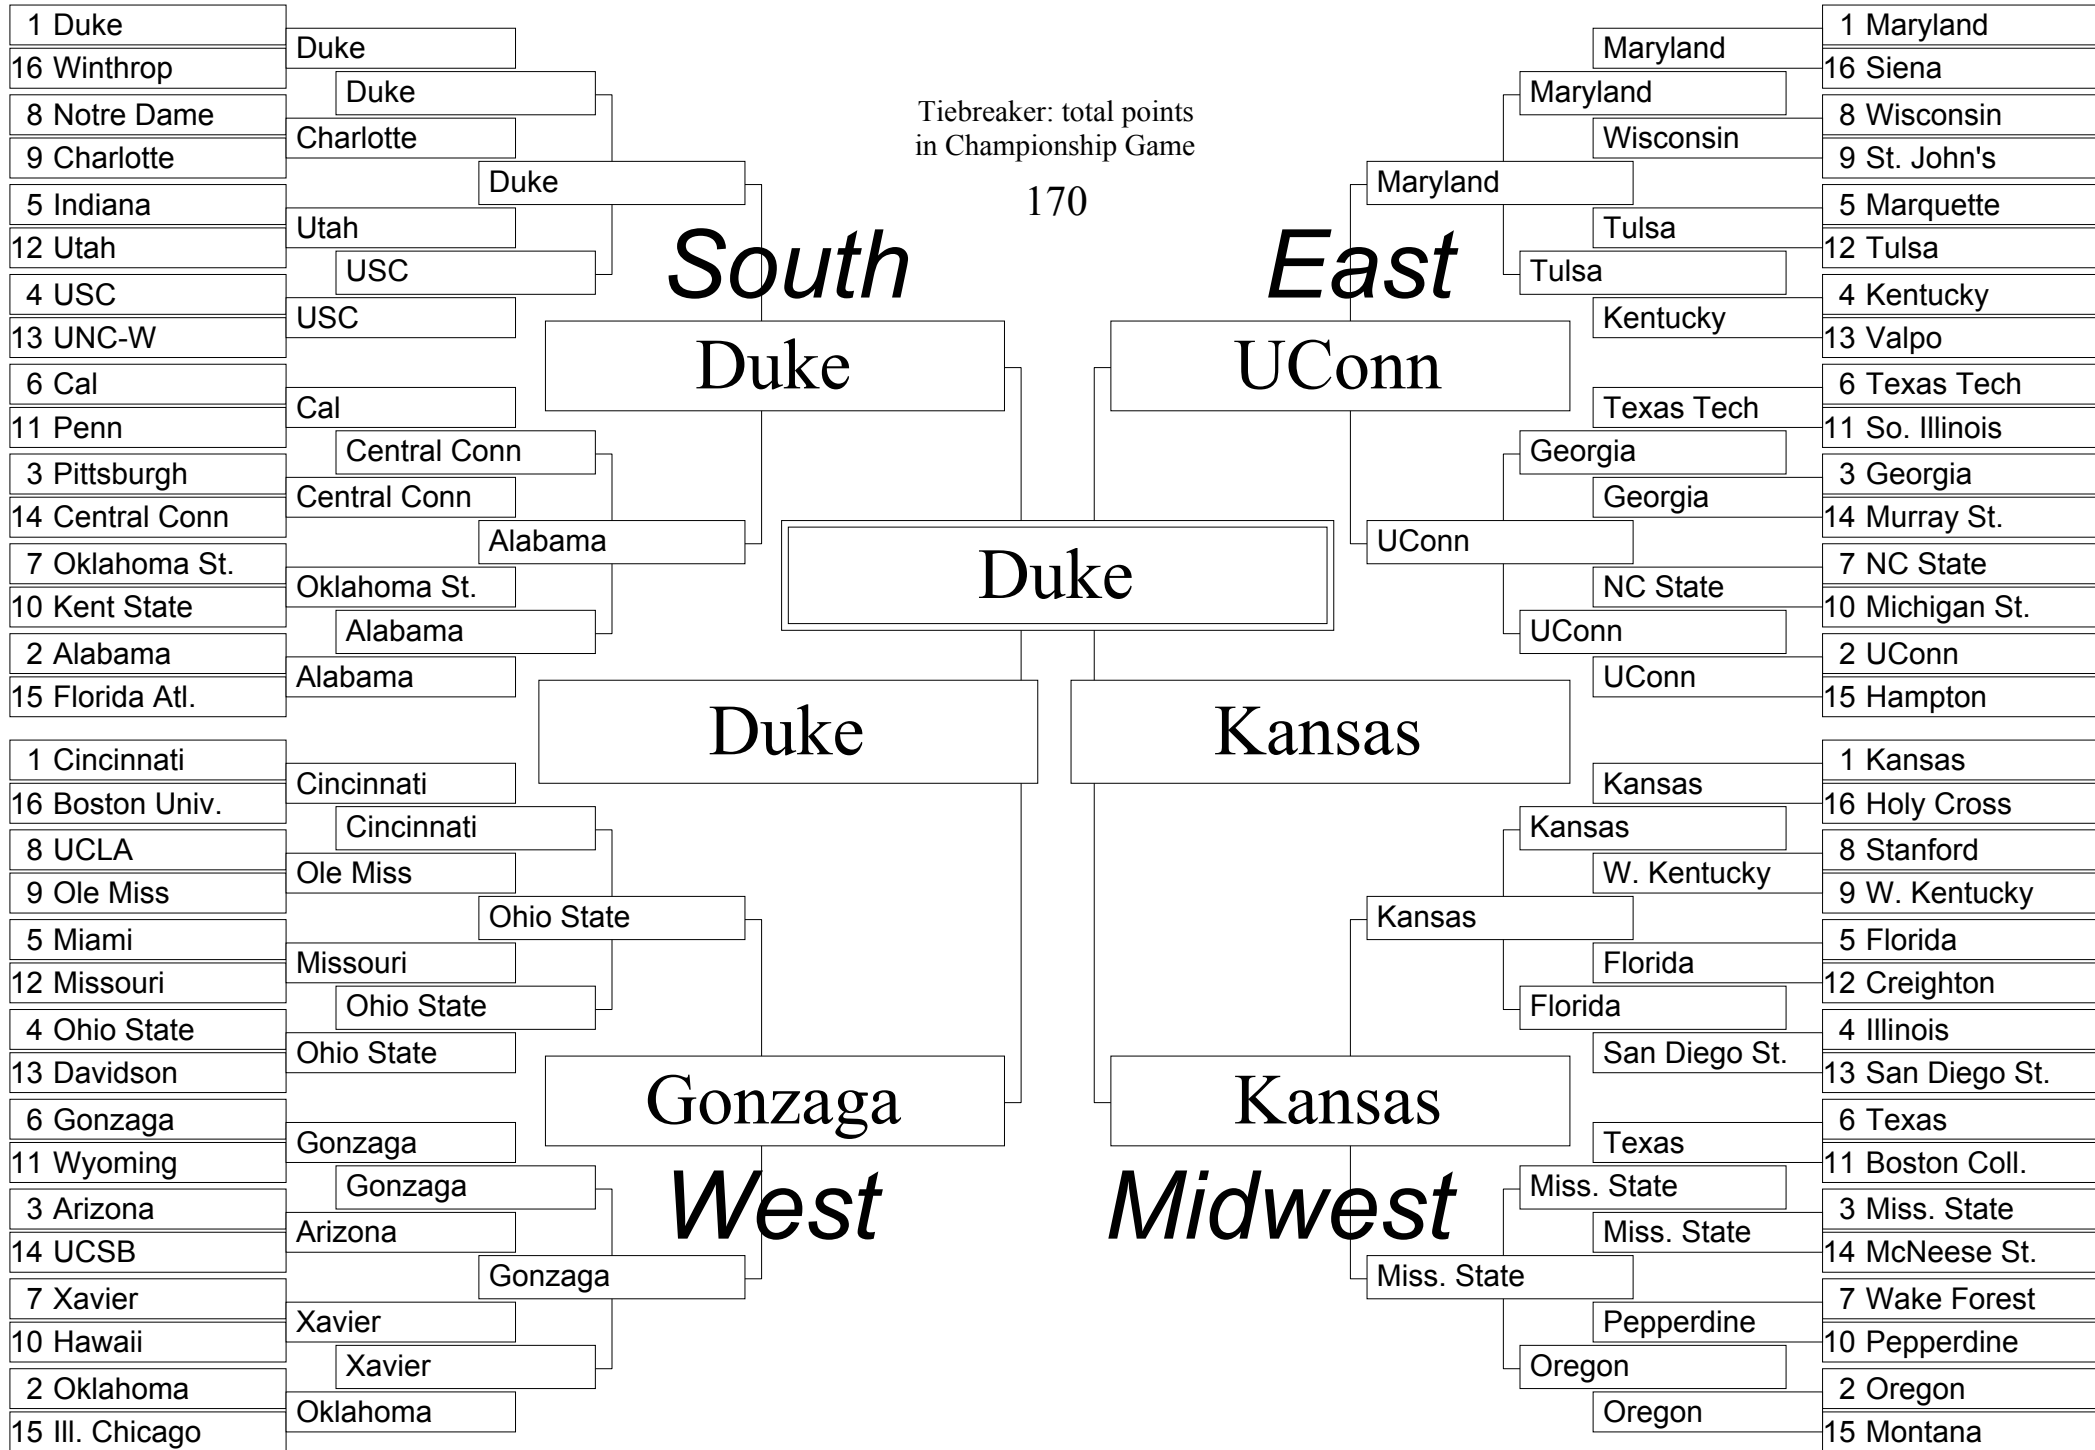 1 Duke
16 Winthrop
8 Notre Dame
9 Charlotte
5 Indiana
12 Utah
4 USC
13 UNC-W
6 Cal
11 Penn
3 Pittsburgh
14 Central Conn
7 Oklahoma St.
10 Kent State
2 Alabama
15 Florida Atl.
Duke
Charlotte
Utah
USC
Cal
Central Conn
Oklahoma St.
Alabama
Duke
USC
Central Conn
Alabama
Duke
Alabama
South
Duke
1 Cincinnati
16 Boston Univ.
8 UCLA
9 Ole Miss
5 Miami
12 Missouri
4 Ohio State
13 Davidson
6 Gonzaga
11 Wyoming
3 Arizona
14 UCSB
7 Xavier
10 Hawaii
2 Oklahoma
15 Ill. Chicago
Cincinnati
Ole Miss
Missouri
Ohio State
Gonzaga
Arizona
Xavier
Oklahoma
Cincinnati
Ohio State
Gonzaga
Xavier
Ohio State
Gonzaga
Gonzaga
West
Tiebreaker: total points
in Championship Game
170
Duke
Duke
Kansas
East
UConn
Maryland
UConn
Maryland
Tulsa
Georgia
UConn
Maryland
Wisconsin
Tulsa
Kentucky
Texas Tech
Georgia
NC State
UConn
1 Maryland
16 Siena
8 Wisconsin
9 St. John's
5 Marquette
12 Tulsa
4 Kentucky
13 Valpo
6 Texas Tech
11 So. Illinois
3 Georgia
14 Murray St.
7 NC State
10 Michigan St.
2 UConn
15 Hampton
Kansas
Midwest
Kansas
Miss. State
Kansas
Florida
Miss. State
Oregon
Kansas
W. Kentucky
Florida
San Diego St.
Texas
Miss. State
Pepperdine
Oregon
1 Kansas
16 Holy Cross
8 Stanford
9 W. Kentucky
5 Florida
12 Creighton
4 Illinois
13 San Diego St.
6 Texas
11 Boston Coll.
3 Miss. State
14 McNeese St.
7 Wake Forest
10 Pepperdine
2 Oregon
15 Montana